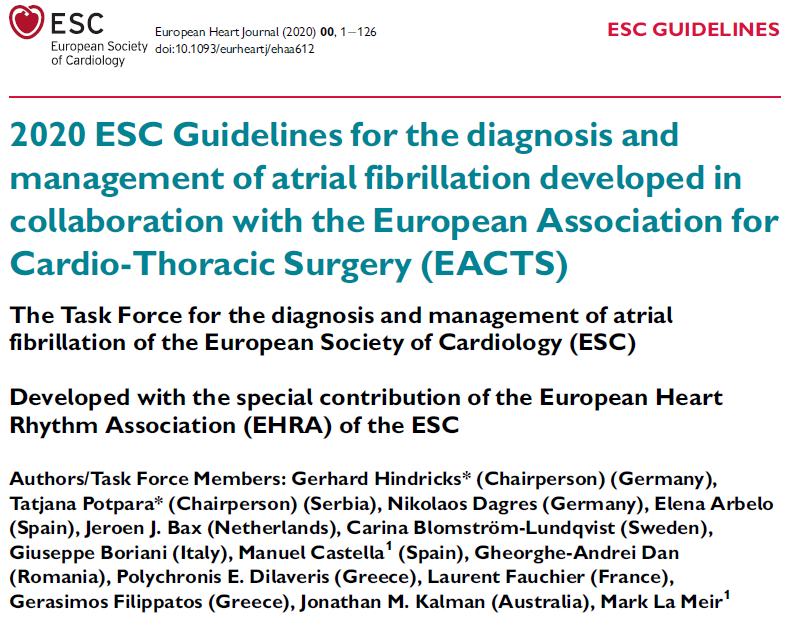 ESC
European Society
of Cardiology
European Heart Journal (2020) 00, 1–126
doi:10.1093/eurheartj/ehaa612
ESC GUIDELINES
2020 ESC Guidelines for the diagnosis and
management of atrial fibrillation developed in
collaboration with the European Association for
Cardio-Thoracic Surgery (EACTS)
The Task Force for the diagnosis and management of atrial
fibrillation of the European Society of Cardiology (ESC)
Developed with the special contribution of the European Heart
Rhythm Association (EHRA) of the ESC
Authors/Task Force Members: Gerhard Hindricks* (Chairperson) (Germany),
Tatjana Potpara* (Chairperson) (Serbia), Nikolaos Dagres (Germany), Elena Arbelo
(Spain), Jeroen J. Bax (Netherlands), Carina Blomström-Lundqvist (Sweden),
Giuseppe Boriani (Italy), Manuel Castella¹ (Spain), Gheorghe-Andrei Dan
(Romania), Polychronis E. Dilaveris (Greece), Laurent Fauchier (France),
Gerasimos Filippatos (Greece), Jonathan M. Kalman (Australia), Mark La Meir¹